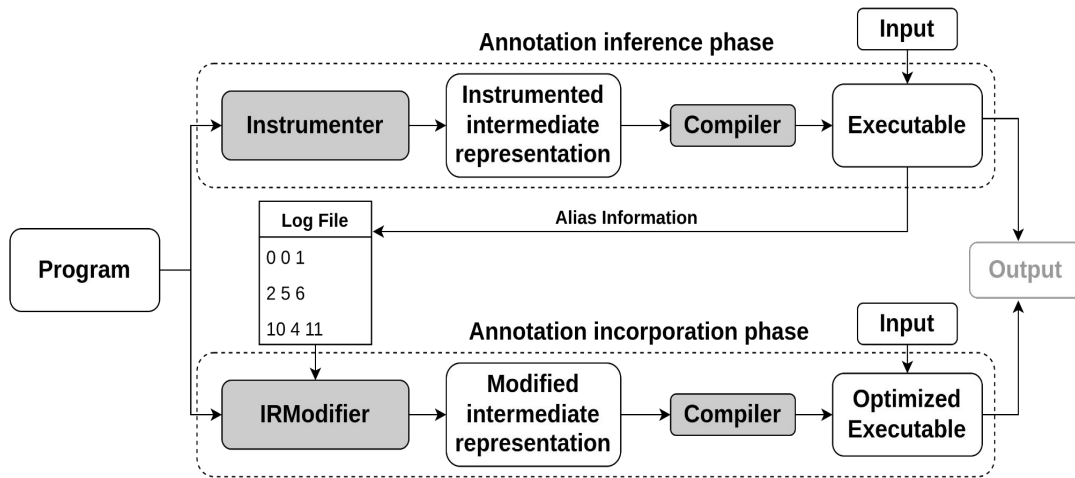 Input
Annotation inference phase
Instrumenter
Instrumented
intermediate
representation
Compiler
Executable
Log File
0 0 1
2 5 6
10 4 11
Alias Information
Program
Output
Annotation incorporation phase
Input
IRModifier
Modified
intermediate
representation
Compiler
Optimized
Executable